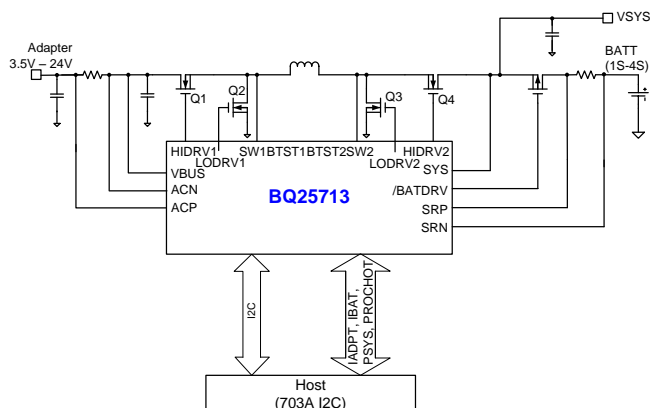 VSYS
Adapter
3.5V – 24V
BATT
(1S-4S)
Q1
Q2
Q3
Q4
HIDRV1
LODRV1
SW1
BTST1
BTST2
SW2
LODRV2
HIDRV2
VBUS
ACN
ACP
SYS
/BATDRV
SRP
SRN
BQ25713
I2C
IADPT, IBAT,
PSYS, PROCHOT
Host
(703A I2C)